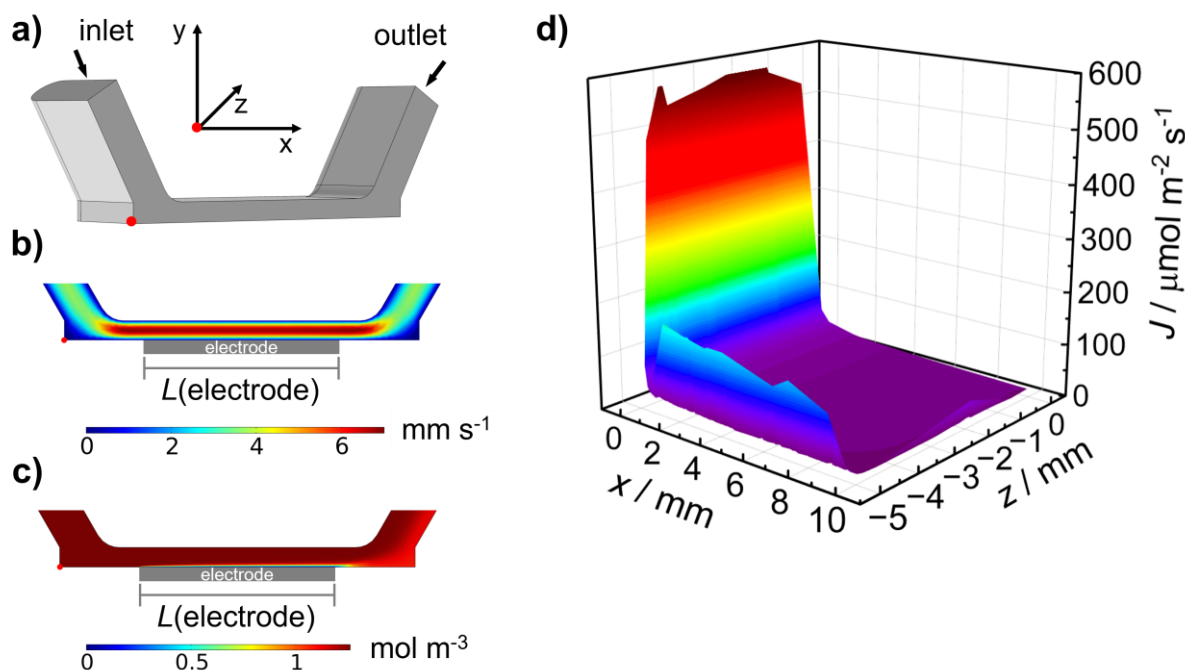 a)
inlet
outlet
y
z
x
b)
electrode
L(electrode)
0 2 4 6 mm s⁻¹
c)
electrode
L(electrode)
0 0.5 1 mol m⁻³
d)
600
500
400
300
200
100
0
J / μmol m⁻² s⁻¹
0 2 4 6 8 10
x / mm
−5 −4 −3 −2 −1 0
z / mm